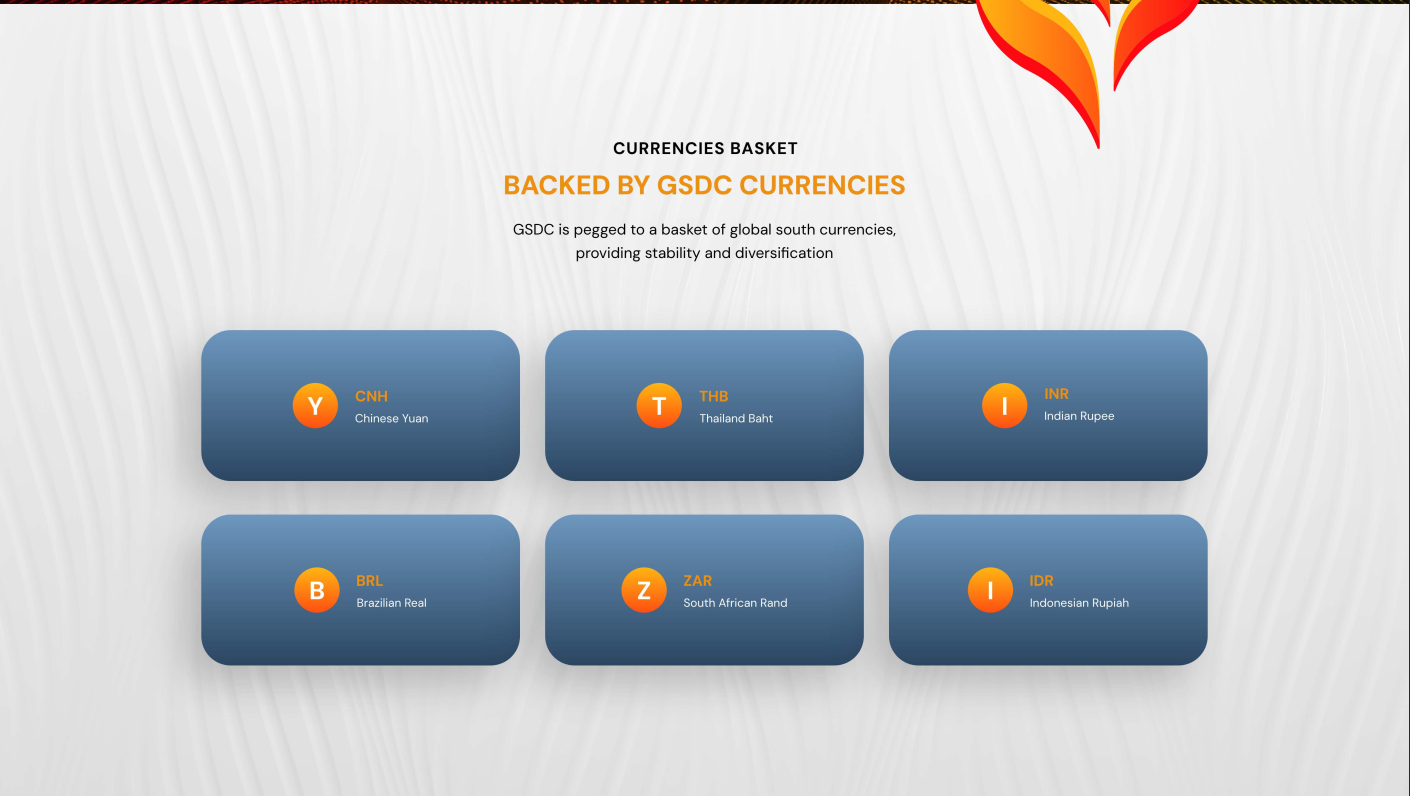 CURRENCIES BASKET
BACKED BY GSDC CURRENCIES
GSDC is pegged to a basket of global south currencies,
providing stability and diversification
Y
CNH
Chinese Yuan
T
THB
Thailand Baht
I
INR
Indian Rupee
B
BRL
Brazilian Real
Z
ZAR
South African Rand
I
IDR
Indonesian Rupiah